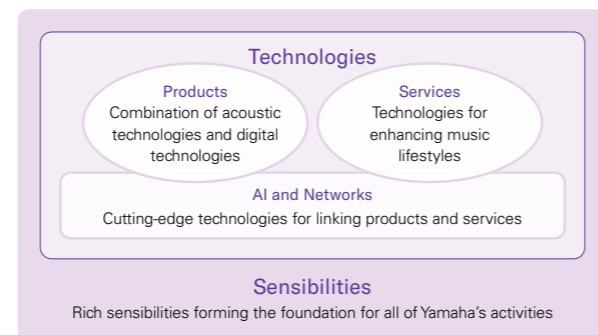 Technologies
Products
Combination of acoustic
technologies and digital
technologies
Services
Technologies for
enhancing music
lifestyles
AI and Networks
Cutting-edge technologies for linking products and services
Sensibilities
Rich sensibilities forming the foundation for all of Yamaha’s activities